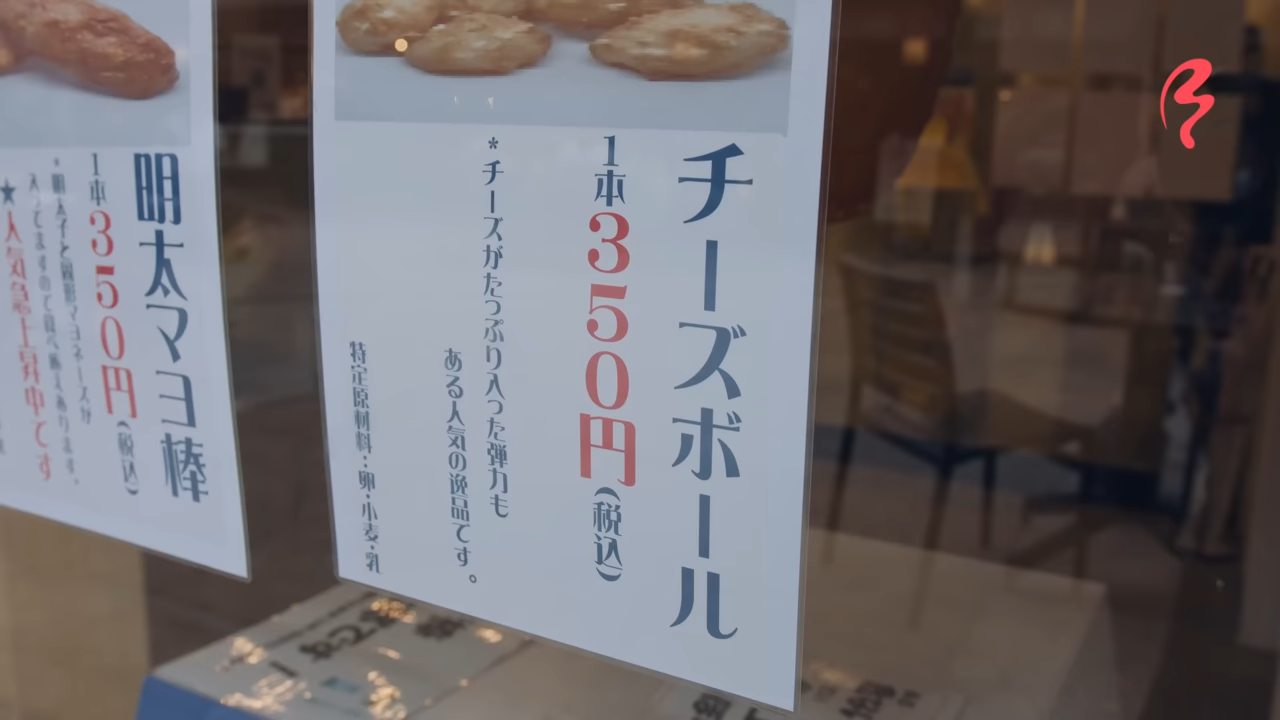 チーズボール
1本350円(税込)
*チーズがたっぷり入った弾力も
ある人気の逸品です。
特定原材料:卵・小麦・乳
明太マヨ棒
1本350円(税込)
・明太子と固形マヨネーズが
入ってますので食べ応えあります。
★人気急上昇中です